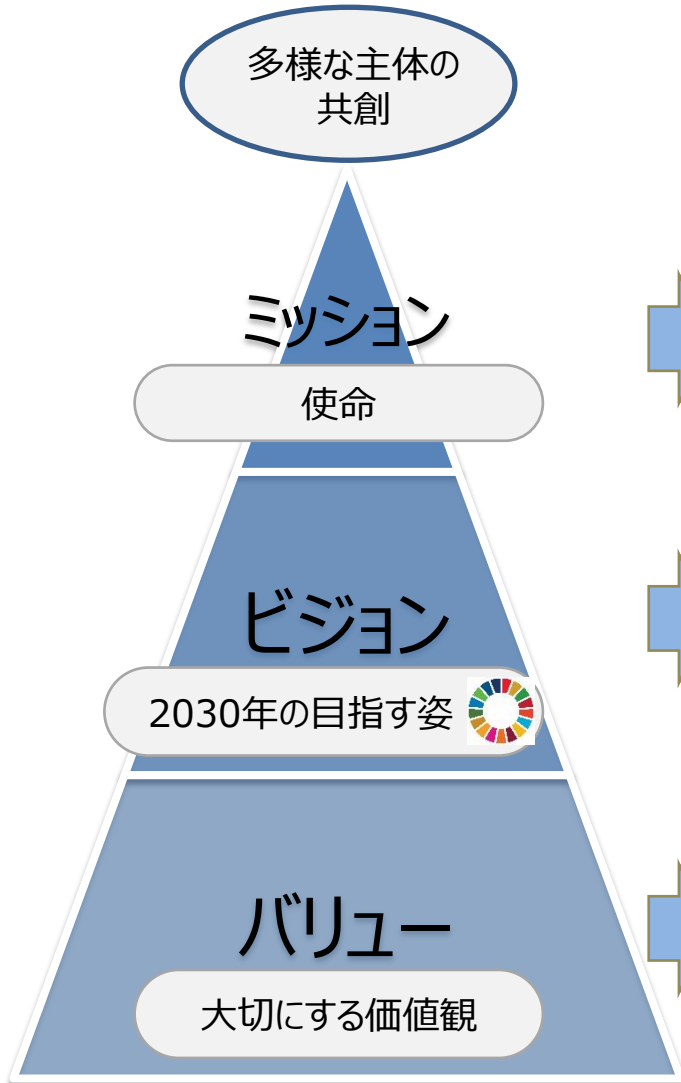 多様な主体の
共創
ミッション
使命
ビジョン
2030年の目指す姿
バリュー
大切にする価値観